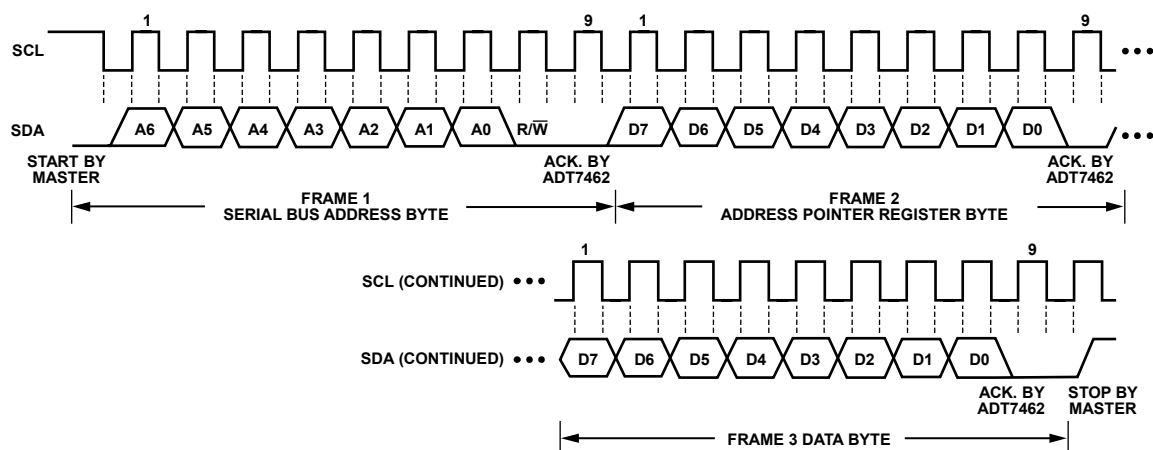 1 9 1 9
SCL •••
SDA A6 A5 A4 A3 A2 A1 A0 R/W̅ D7 D6 D5 D4 D3 D2 D1 D0 •••
START BY MASTER
ACK. BY ADT7462
ACK. BY ADT7462
FRAME 1
SERIAL BUS ADDRESS BYTE
FRAME 2
ADDRESS POINTER REGISTER BYTE
1 9
SCL (CONTINUED) •••
SDA (CONTINUED) ••• D7 D6 D5 D4 D3 D2 D1 D0
ACK. BY ADT7462
STOP BY MASTER
FRAME 3 DATA BYTE